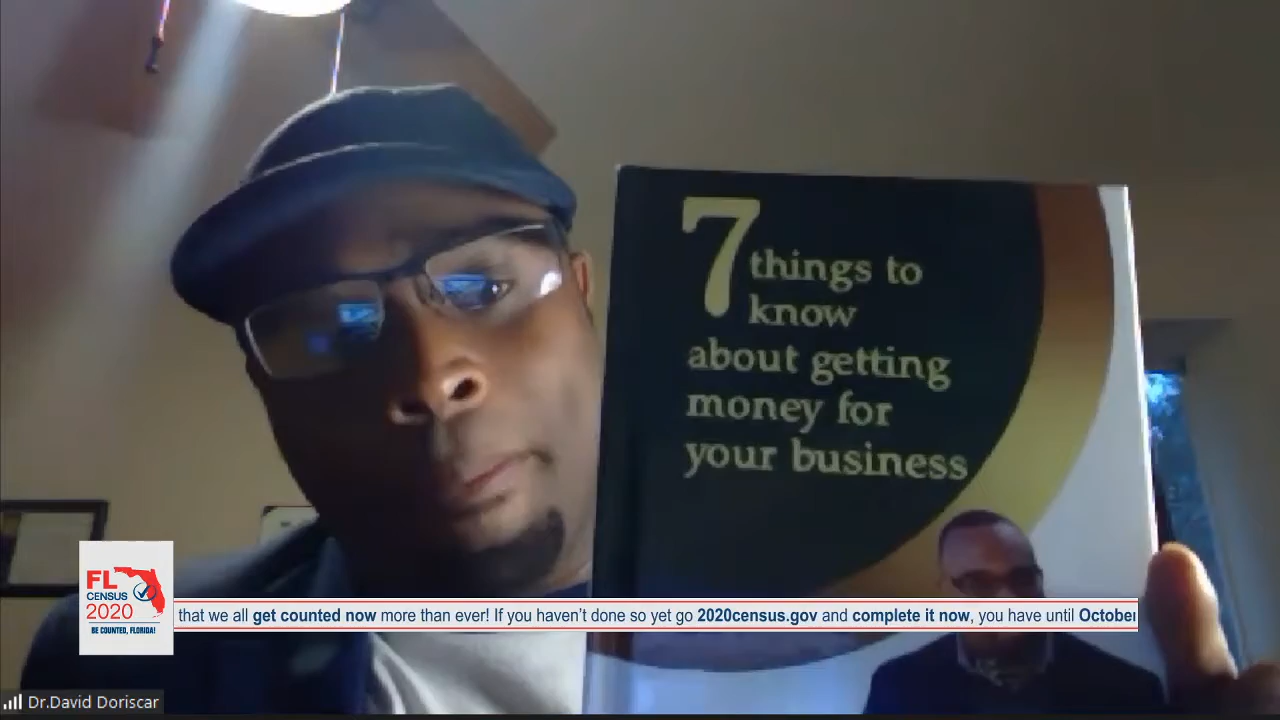 7
things to
know
about getting
money for
your business
FL
CENSUS
2020
BE COUNTED, FLORIDA!
that we all get counted now more than ever! If you haven't done so yet go 2020census.gov and complete it now, you have until October
Dr.David Doriscar